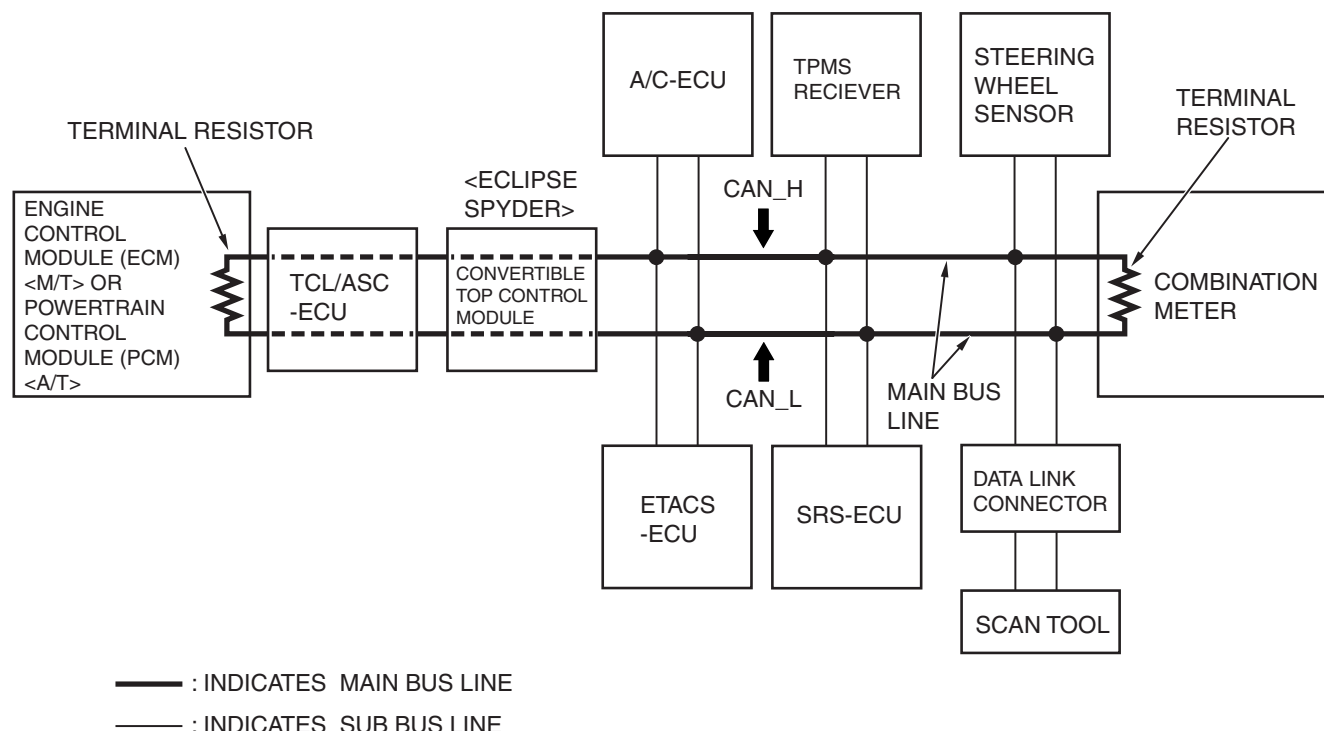 A/C-ECU
TPMS
RECIEVER
STEERING
WHEEL
SENSOR
TERMINAL
RESISTOR
TERMINAL RESISTOR
<ECLIPSE
SPYDER>
CAN_H
ENGINE
CONTROL
MODULE (ECM)
<M/T> OR
POWERTRAIN
CONTROL
MODULE (PCM)
<A/T>
TCL/ASC
-ECU
CONVERTIBLE
TOP CONTROL
MODULE
COMBINATION
METER
CAN_L
MAIN BUS
LINE
ETACS
-ECU
SRS-ECU
DATA LINK
CONNECTOR
SCAN TOOL
: INDICATES MAIN BUS LINE
: INDICATES SUB BUS LINE